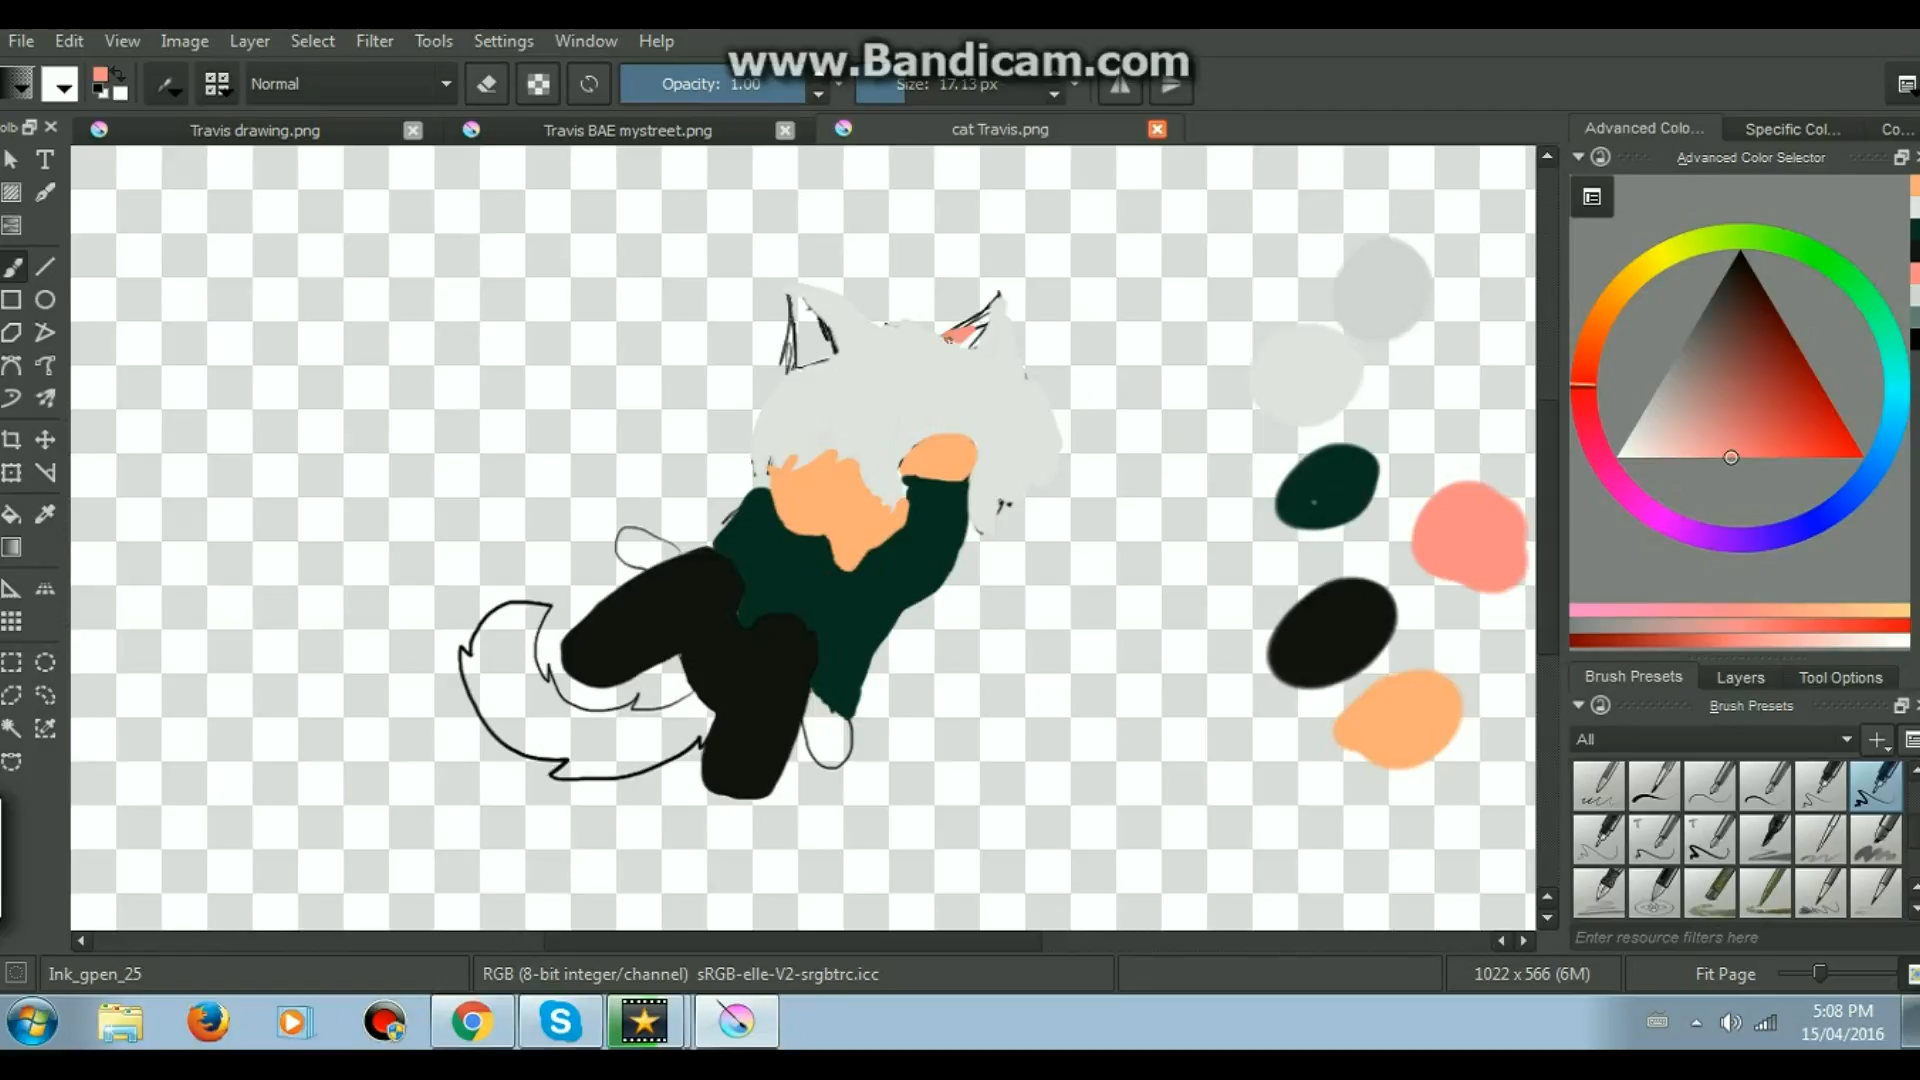 File Edit View Image Layer Select Filter Tools Settings Window Help
www.Bandicam.com
Normal Opacity: 1.00 Size: 17.13 px
Travis drawing.png Travis BAE mystreet.png cat Travis.png
Advanced Colo... Specific Col... Co...
Advanced Color Selector
T
Brush Presets Layers Tool Options
Brush Presets
All
Enter resource filters here
Ink_gpen_25 RGB (8-bit integer/channel) sRGB-elle-V2-srgbtrc.icc 1022 x 566 (6M) Fit Page
5:08 PM
15/04/2016